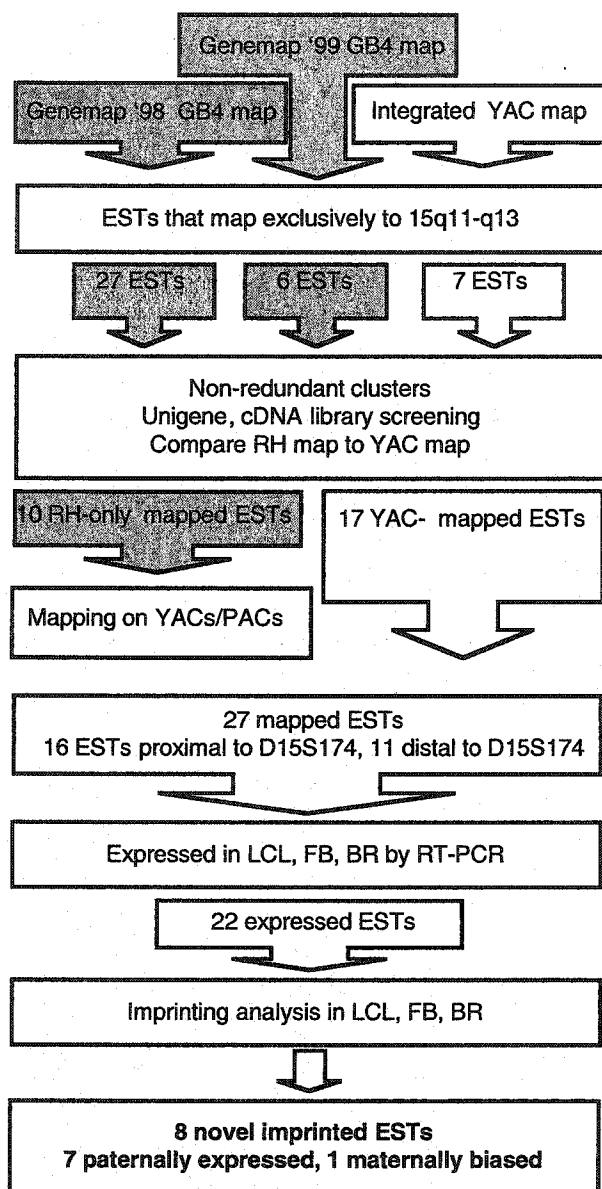 Genemap '99 GB4 map
Genemap '98 GB4 map
Integrated YAC map
ESTs that map exclusively to 15q11-q13
27 ESTs
6 ESTs
7 ESTs
Non-redundant clusters
Unigene, cDNA library screening
Compare RH map to YAC map
10 RH-only mapped ESTs
17 YAC- mapped ESTs
Mapping on YACs/PACs
27 mapped ESTs
16 ESTs proximal to D15S174, 11 distal to D15S174
Expressed in LCL, FB, BR by RT-PCR
22 expressed ESTs
Imprinting analysis in LCL, FB, BR
8 novel imprinted ESTs
7 paternally expressed, 1 maternally biased